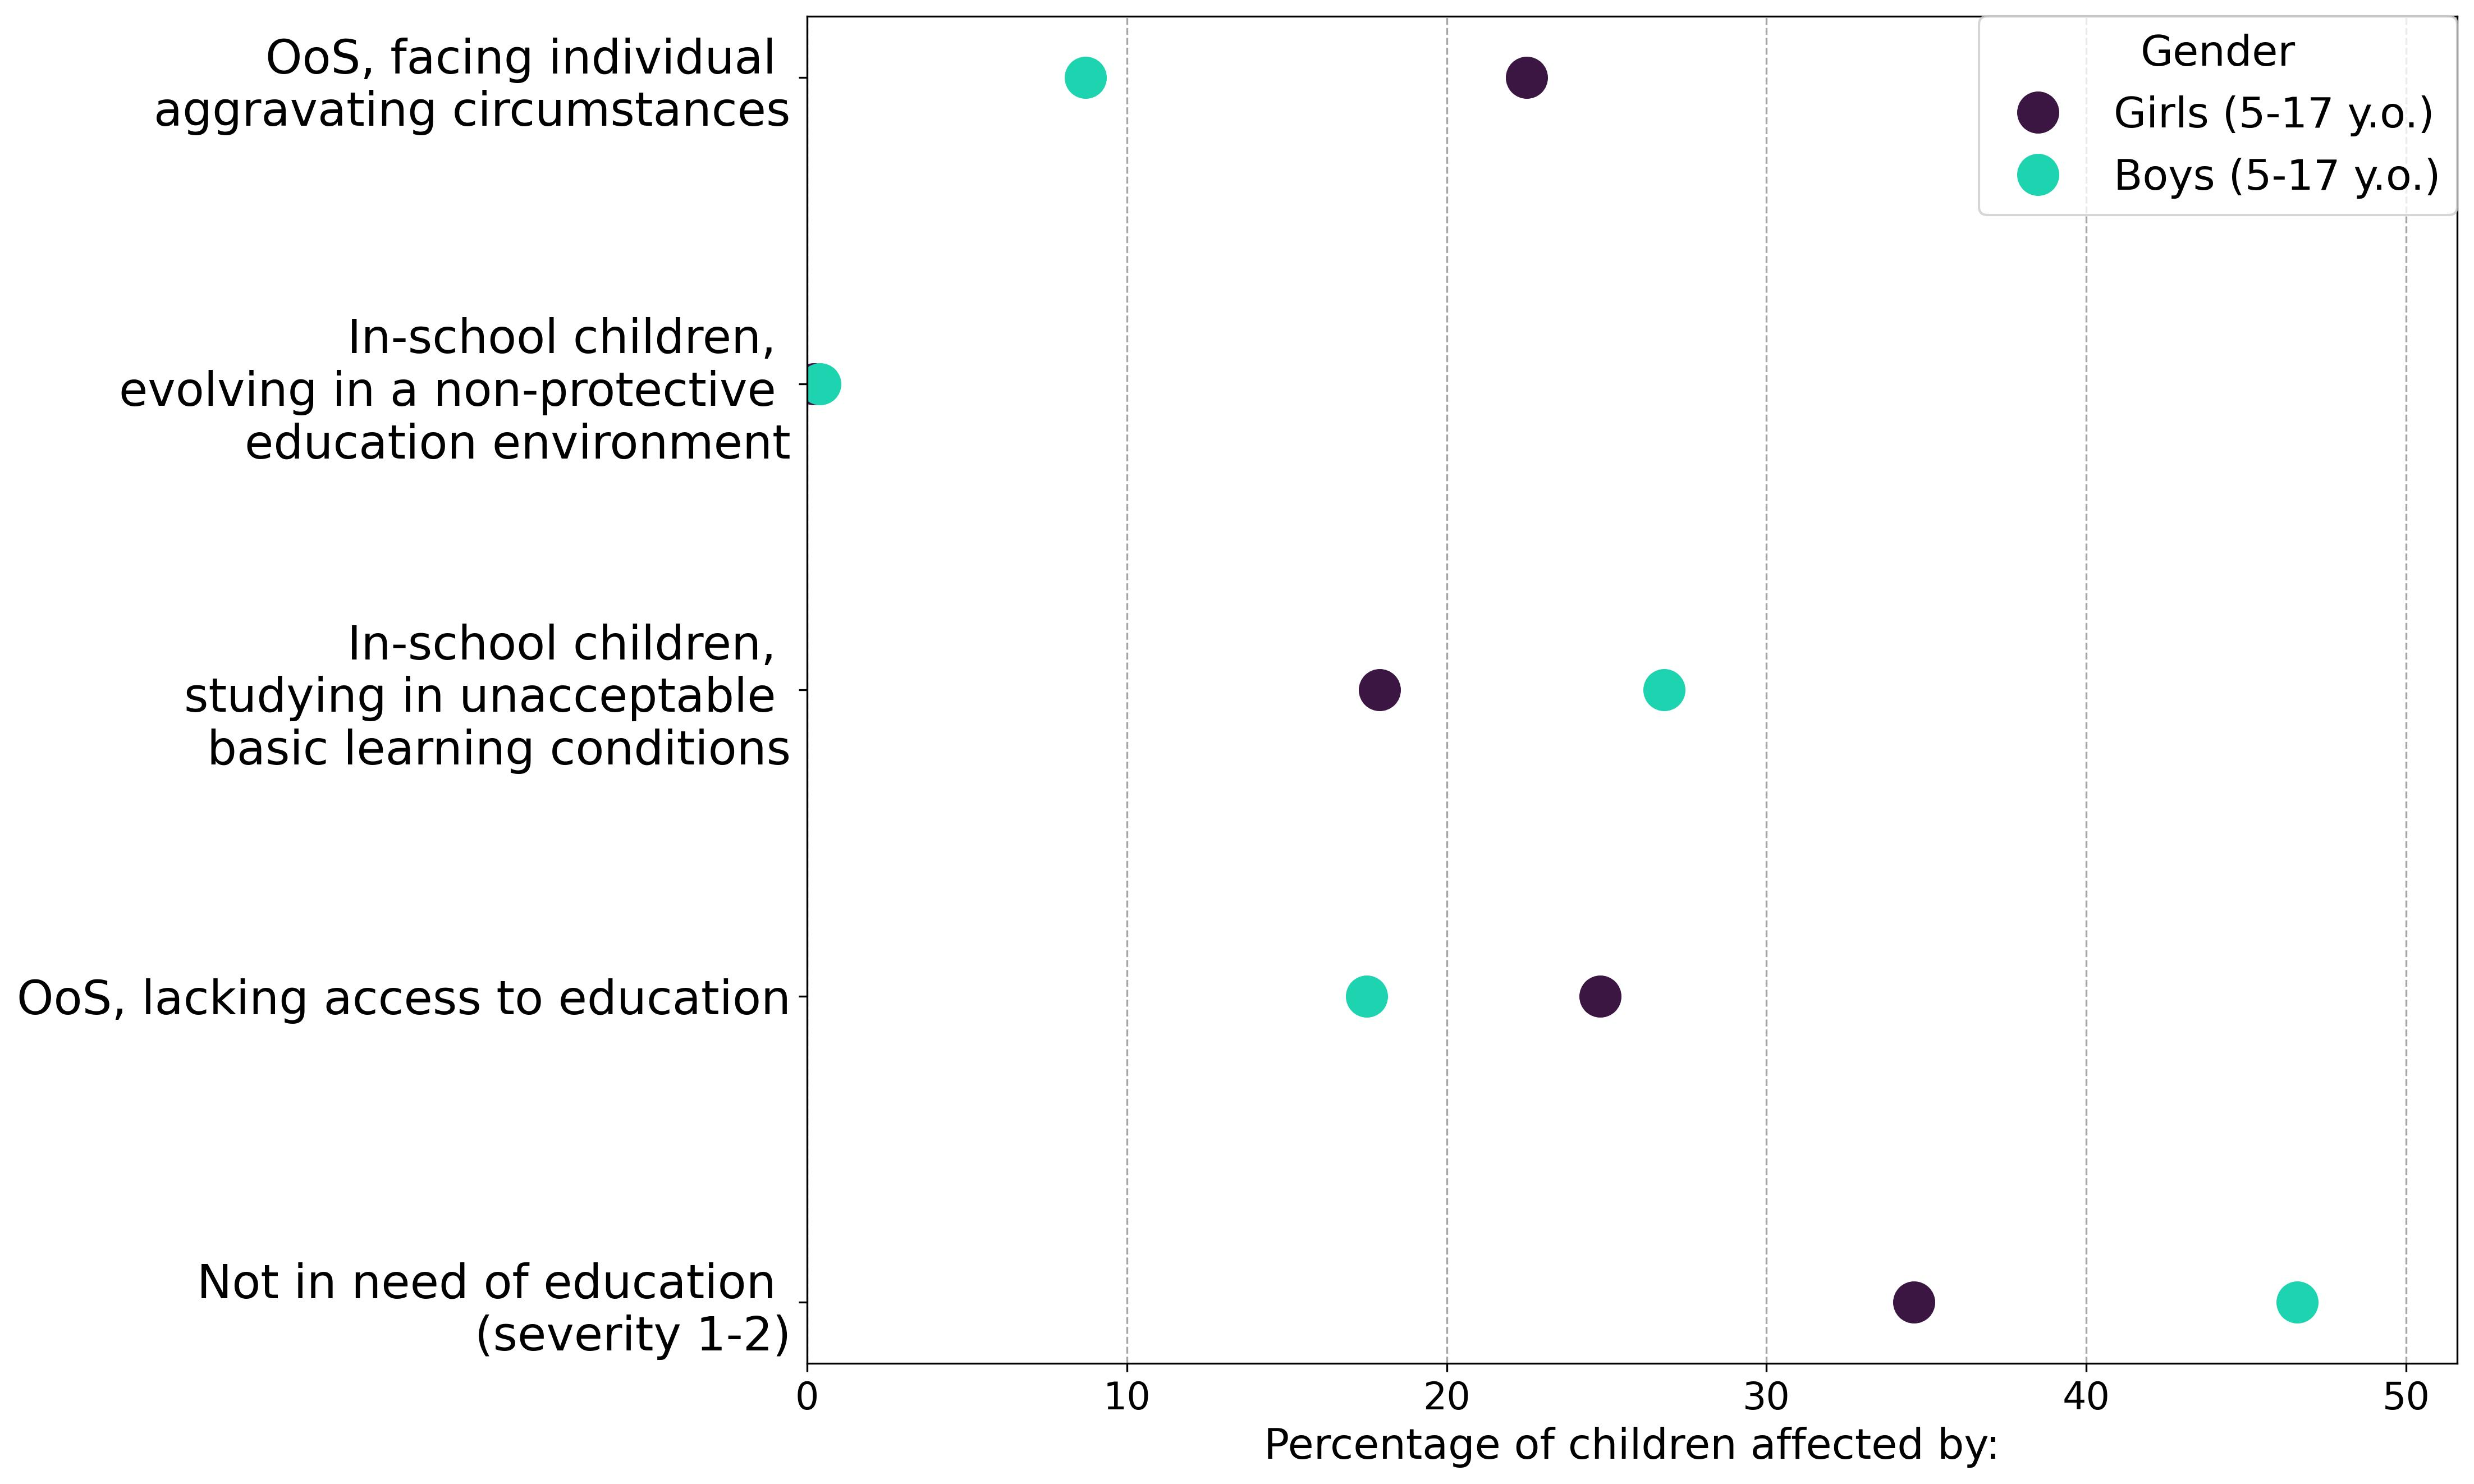 OoS, facing individual
aggravating circumstances
In-school children,
evolving in a non-protective
education environment
In-school children,
studying in unacceptable
basic learning conditions
OoS, lacking access to education
Not in need of education
(severity 1-2)
Gender
Girls (5-17 y.o.)
Boys (5-17 y.o.)
0 10 20 30 40 50
Percentage of children affected by: